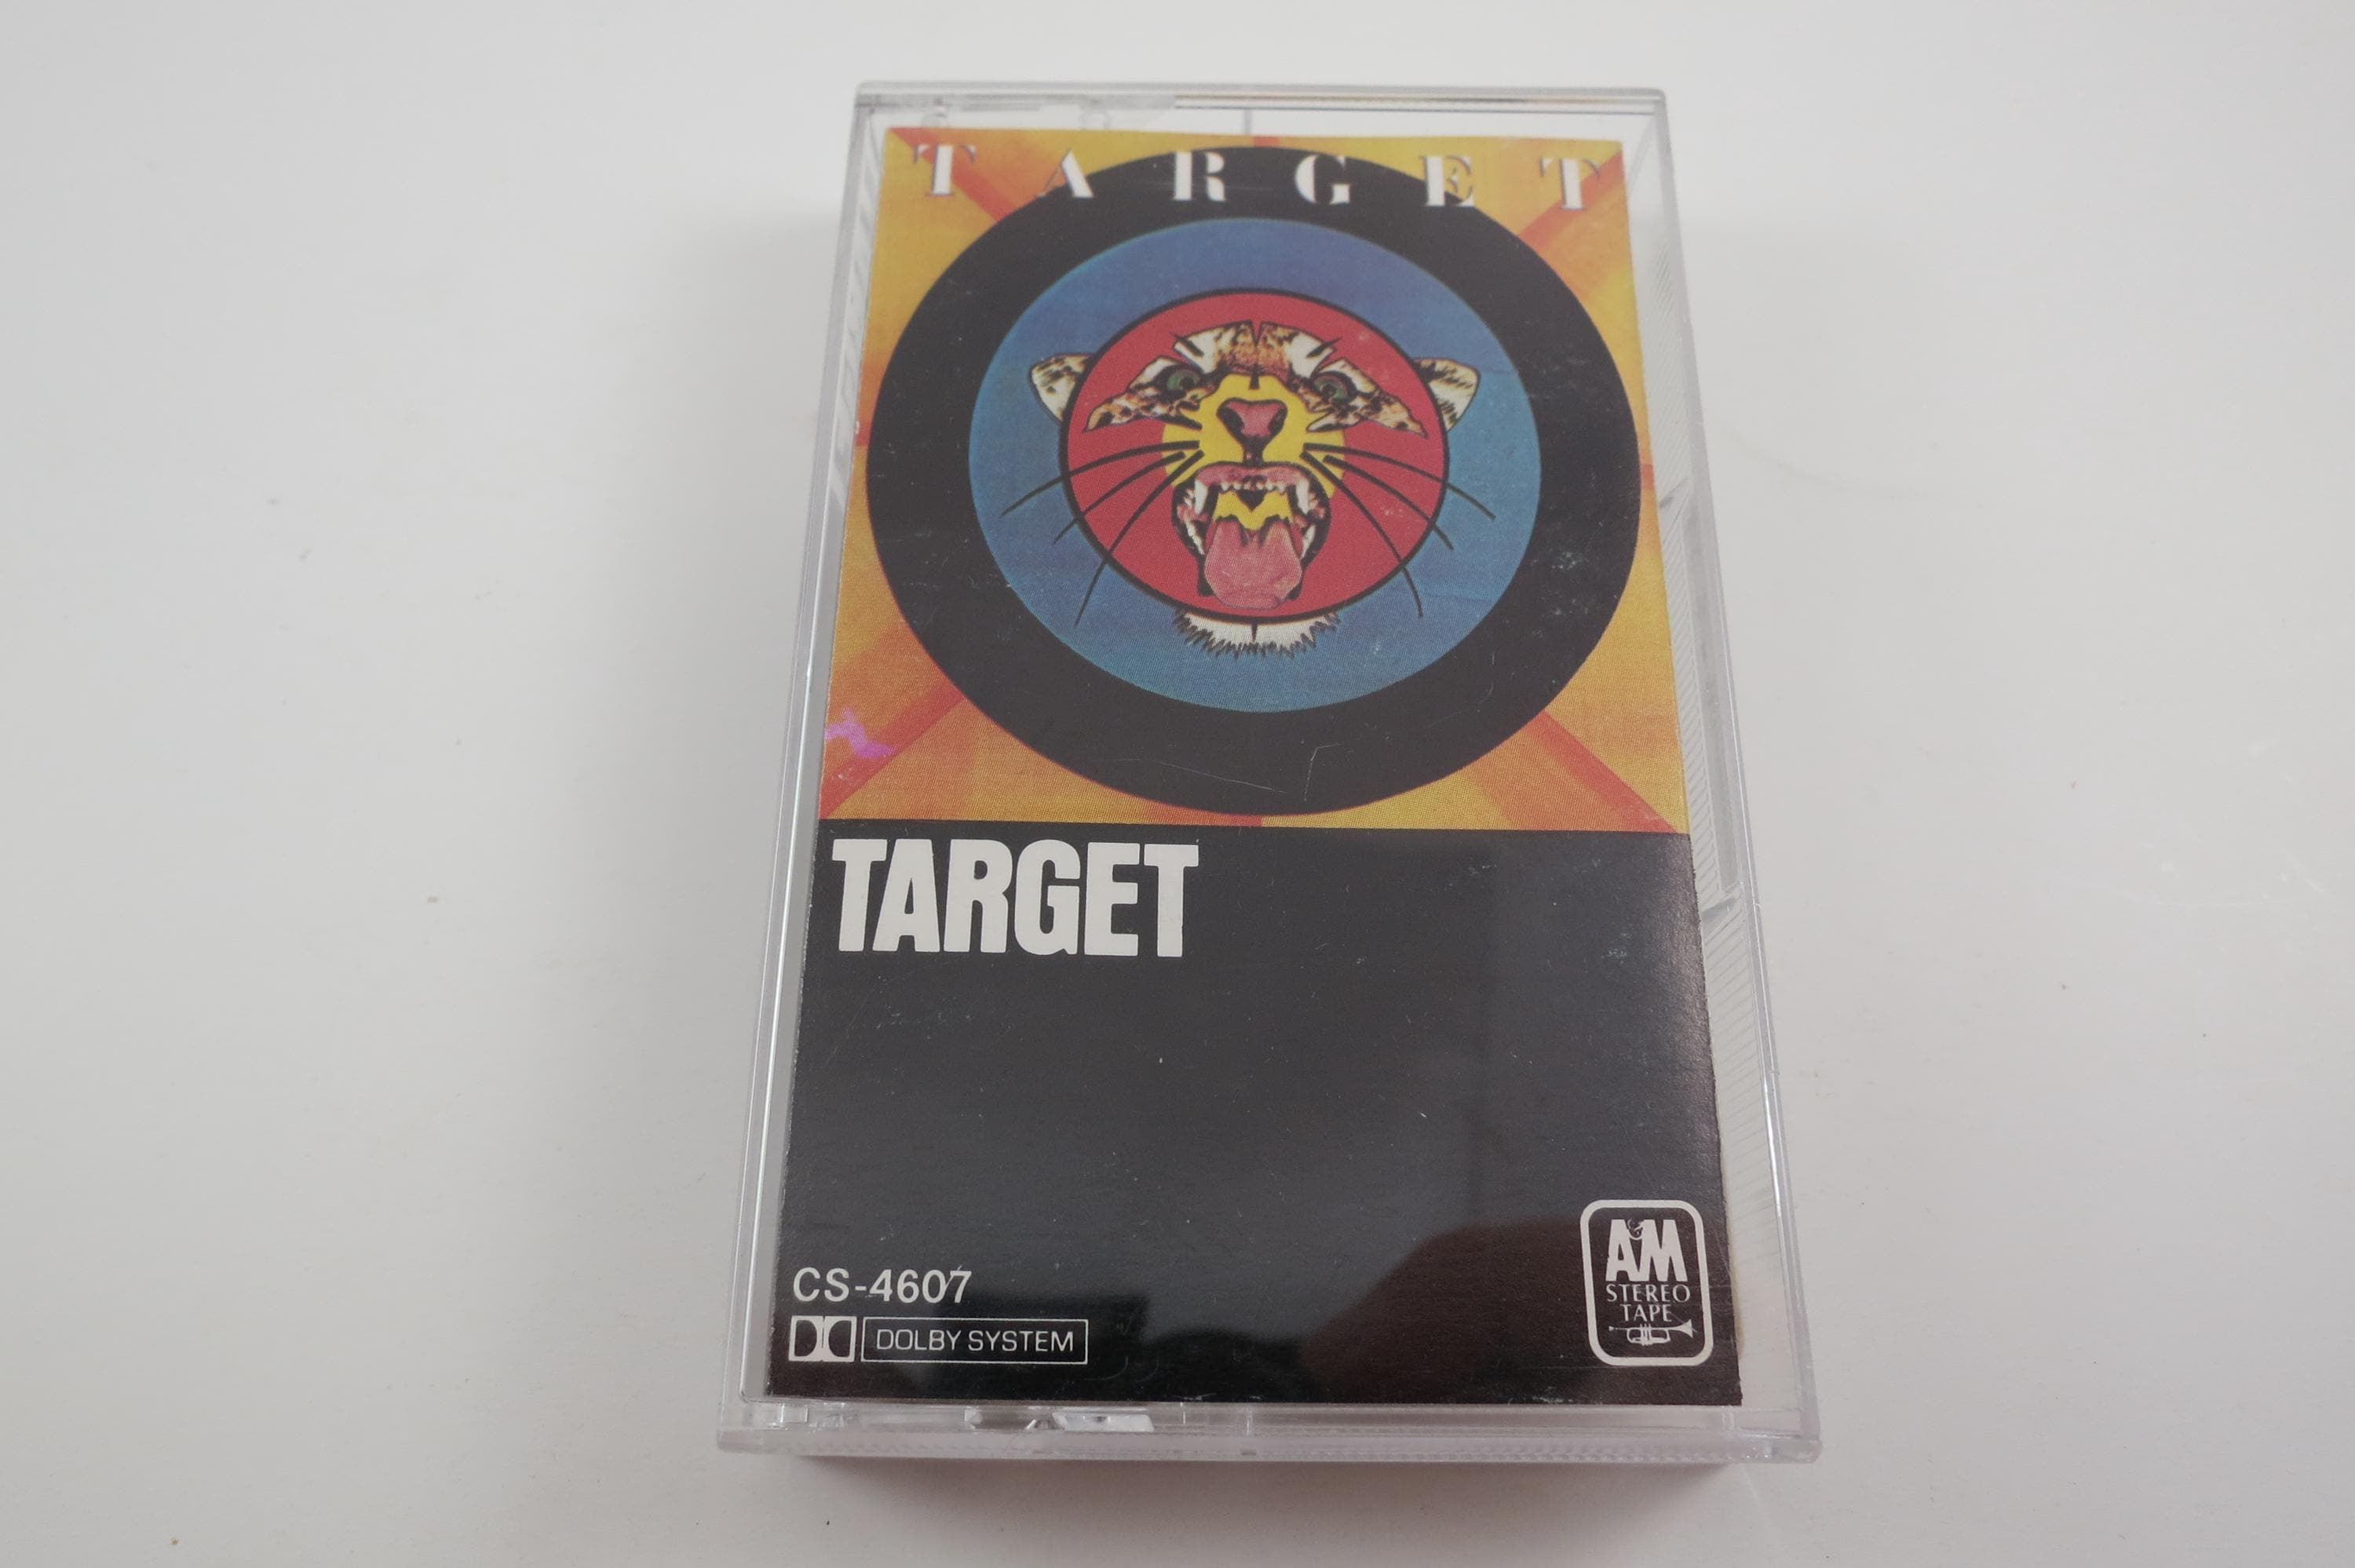 TARGET
TARGET
CS-4607
DOLBY SYSTEM
A&M
STEREO
TAPE